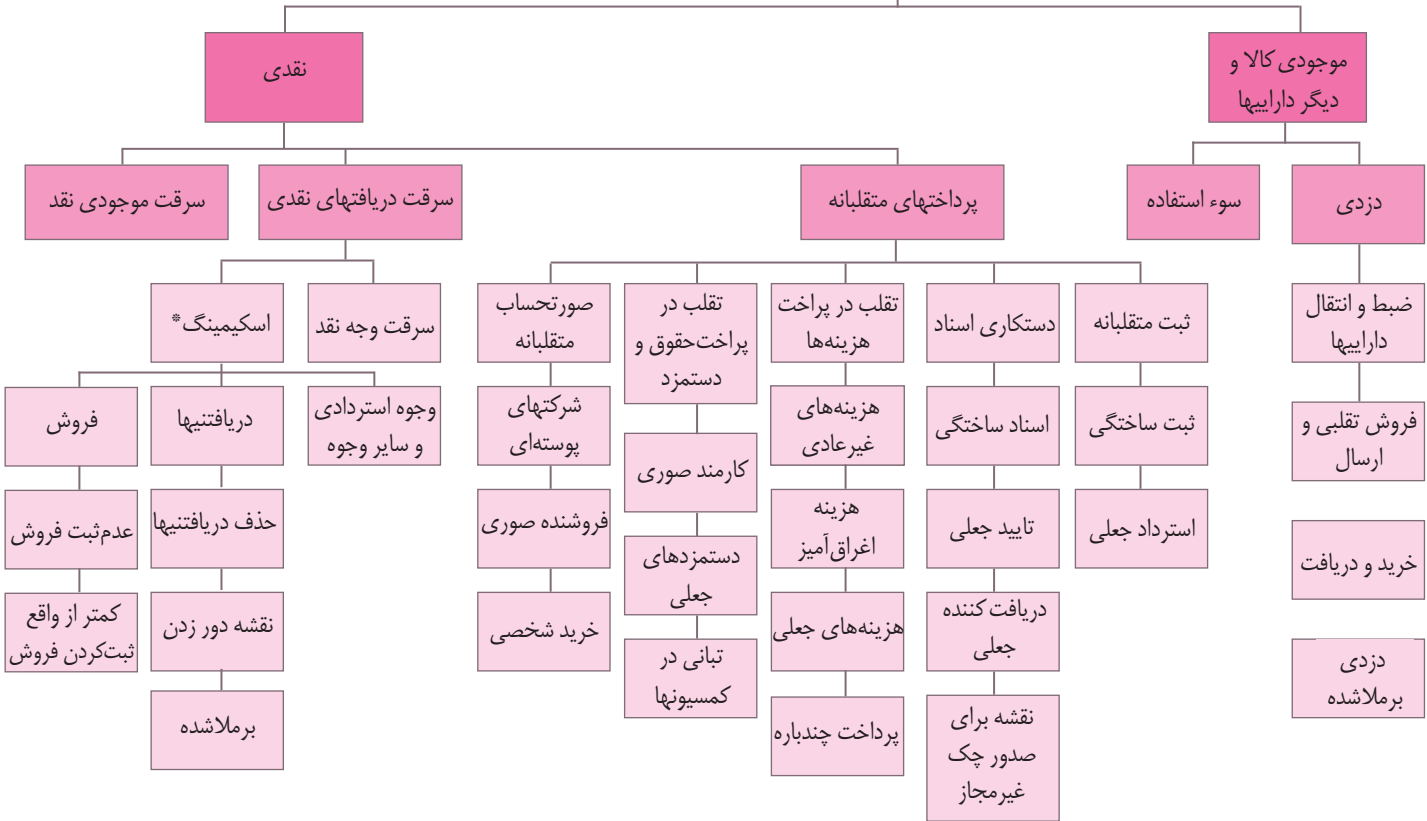 موجودی کالا و
دیگر داراییها
نقدی
دزدی
سوء استفاده
پرداختهای متقلبانه
سرقت دریافتهای نقدی
سرقت موجودی نقد
ضبط و انتقال
داراییها
فروش تقلبی و
ارسال
خرید و دریافت
دزدی
برملاشده
ثبت متقلبانه
ثبت ساختگی
استرداد جعلی
دستکاری اسناد
اسناد ساختگی
تایید جعلی
دریافت کننده
جعلی
نقشه برای
صدور چک
غیرمجاز
تقلب در پراخت
هزینه‌ها
هزینه‌های
غیرعادی
هزینه
اغراق‌آمیز
هزینه‌های جعلی
پرداخت چندباره
تقلب در
پراخت‌حقوق و
دستمزد
کارمند صوری
دستمزدهای
جعلی
تبانی در
کمسیونها
صورتحساب
متقلبانه
شرکتهای
پوسته‌ای
فروشنده صوری
خرید شخصی
سرقت وجه نقد
اسکیمینگ*
وجوه استردادی
و سایر وجوه
دریافتنیها
حذف دریافتنیها
نقشه دور زدن
برملاشده
فروش
عدم‌ثبت فروش
کمتر از واقع
ثبت‌کردن فروش